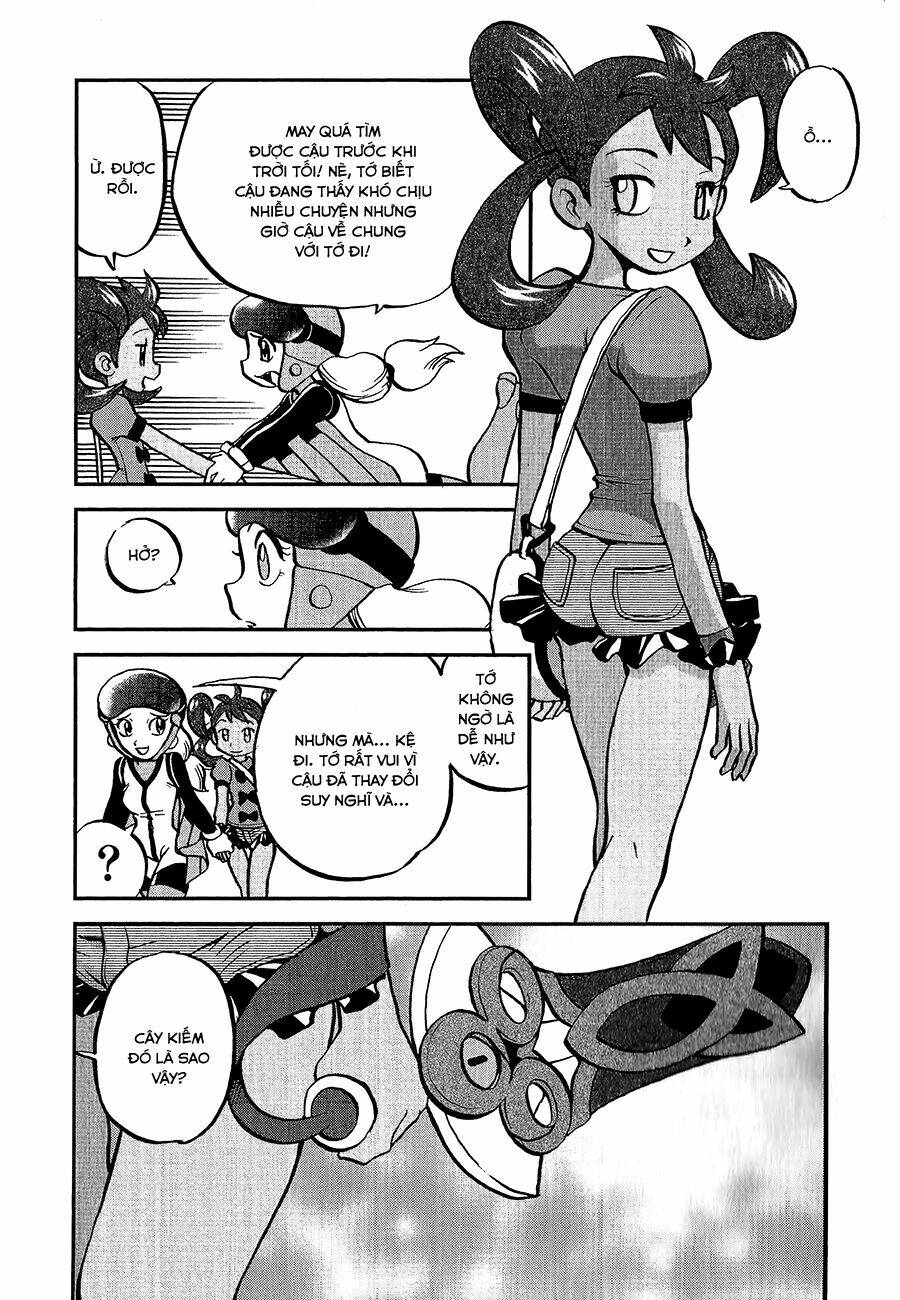 Ồ...
MAY QUÁ TÌM
ĐƯỢC CẬU TRƯỚC KHI
TRỜI TỐI! NÈ, TỚ BIẾT
CẬU ĐANG THẤY KHÓ CHỊU
NHIỀU CHUYỆN NHƯNG
GIỜ CẬU VỀ CHUNG
VỚI TỚ ĐI!
Ừ. ĐƯỢC
RỒI.
HỞ?
TỚ
KHÔNG
NGỜ LÀ
DỄ NHƯ
VẬY.
NHƯNG MÀ... KỆ
ĐI. TỚ RẤT VUI VÌ
CẬU ĐÃ THAY ĐỔI
SUY NGHĨ VÀ...
?
CÂY KIẾM
ĐÓ LÀ SAO
VẬY?